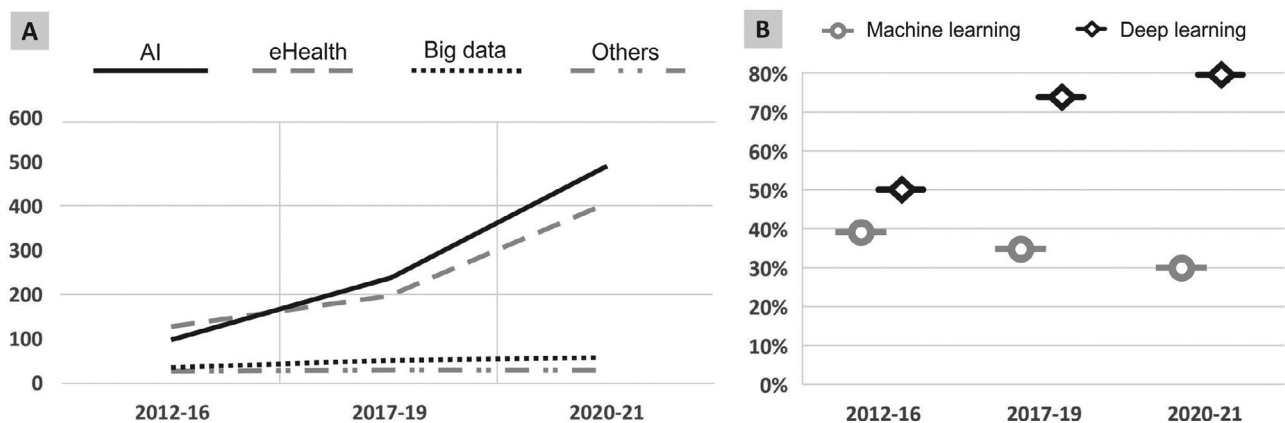 A
AI eHealth Big data Others
600
500
400
300
200
100
0
2012-16 2017-19 2020-21
B
Machine learning Deep learning
80%
70%
60%
50%
40%
30%
20%
10%
0%
2012-16 2017-19 2020-21